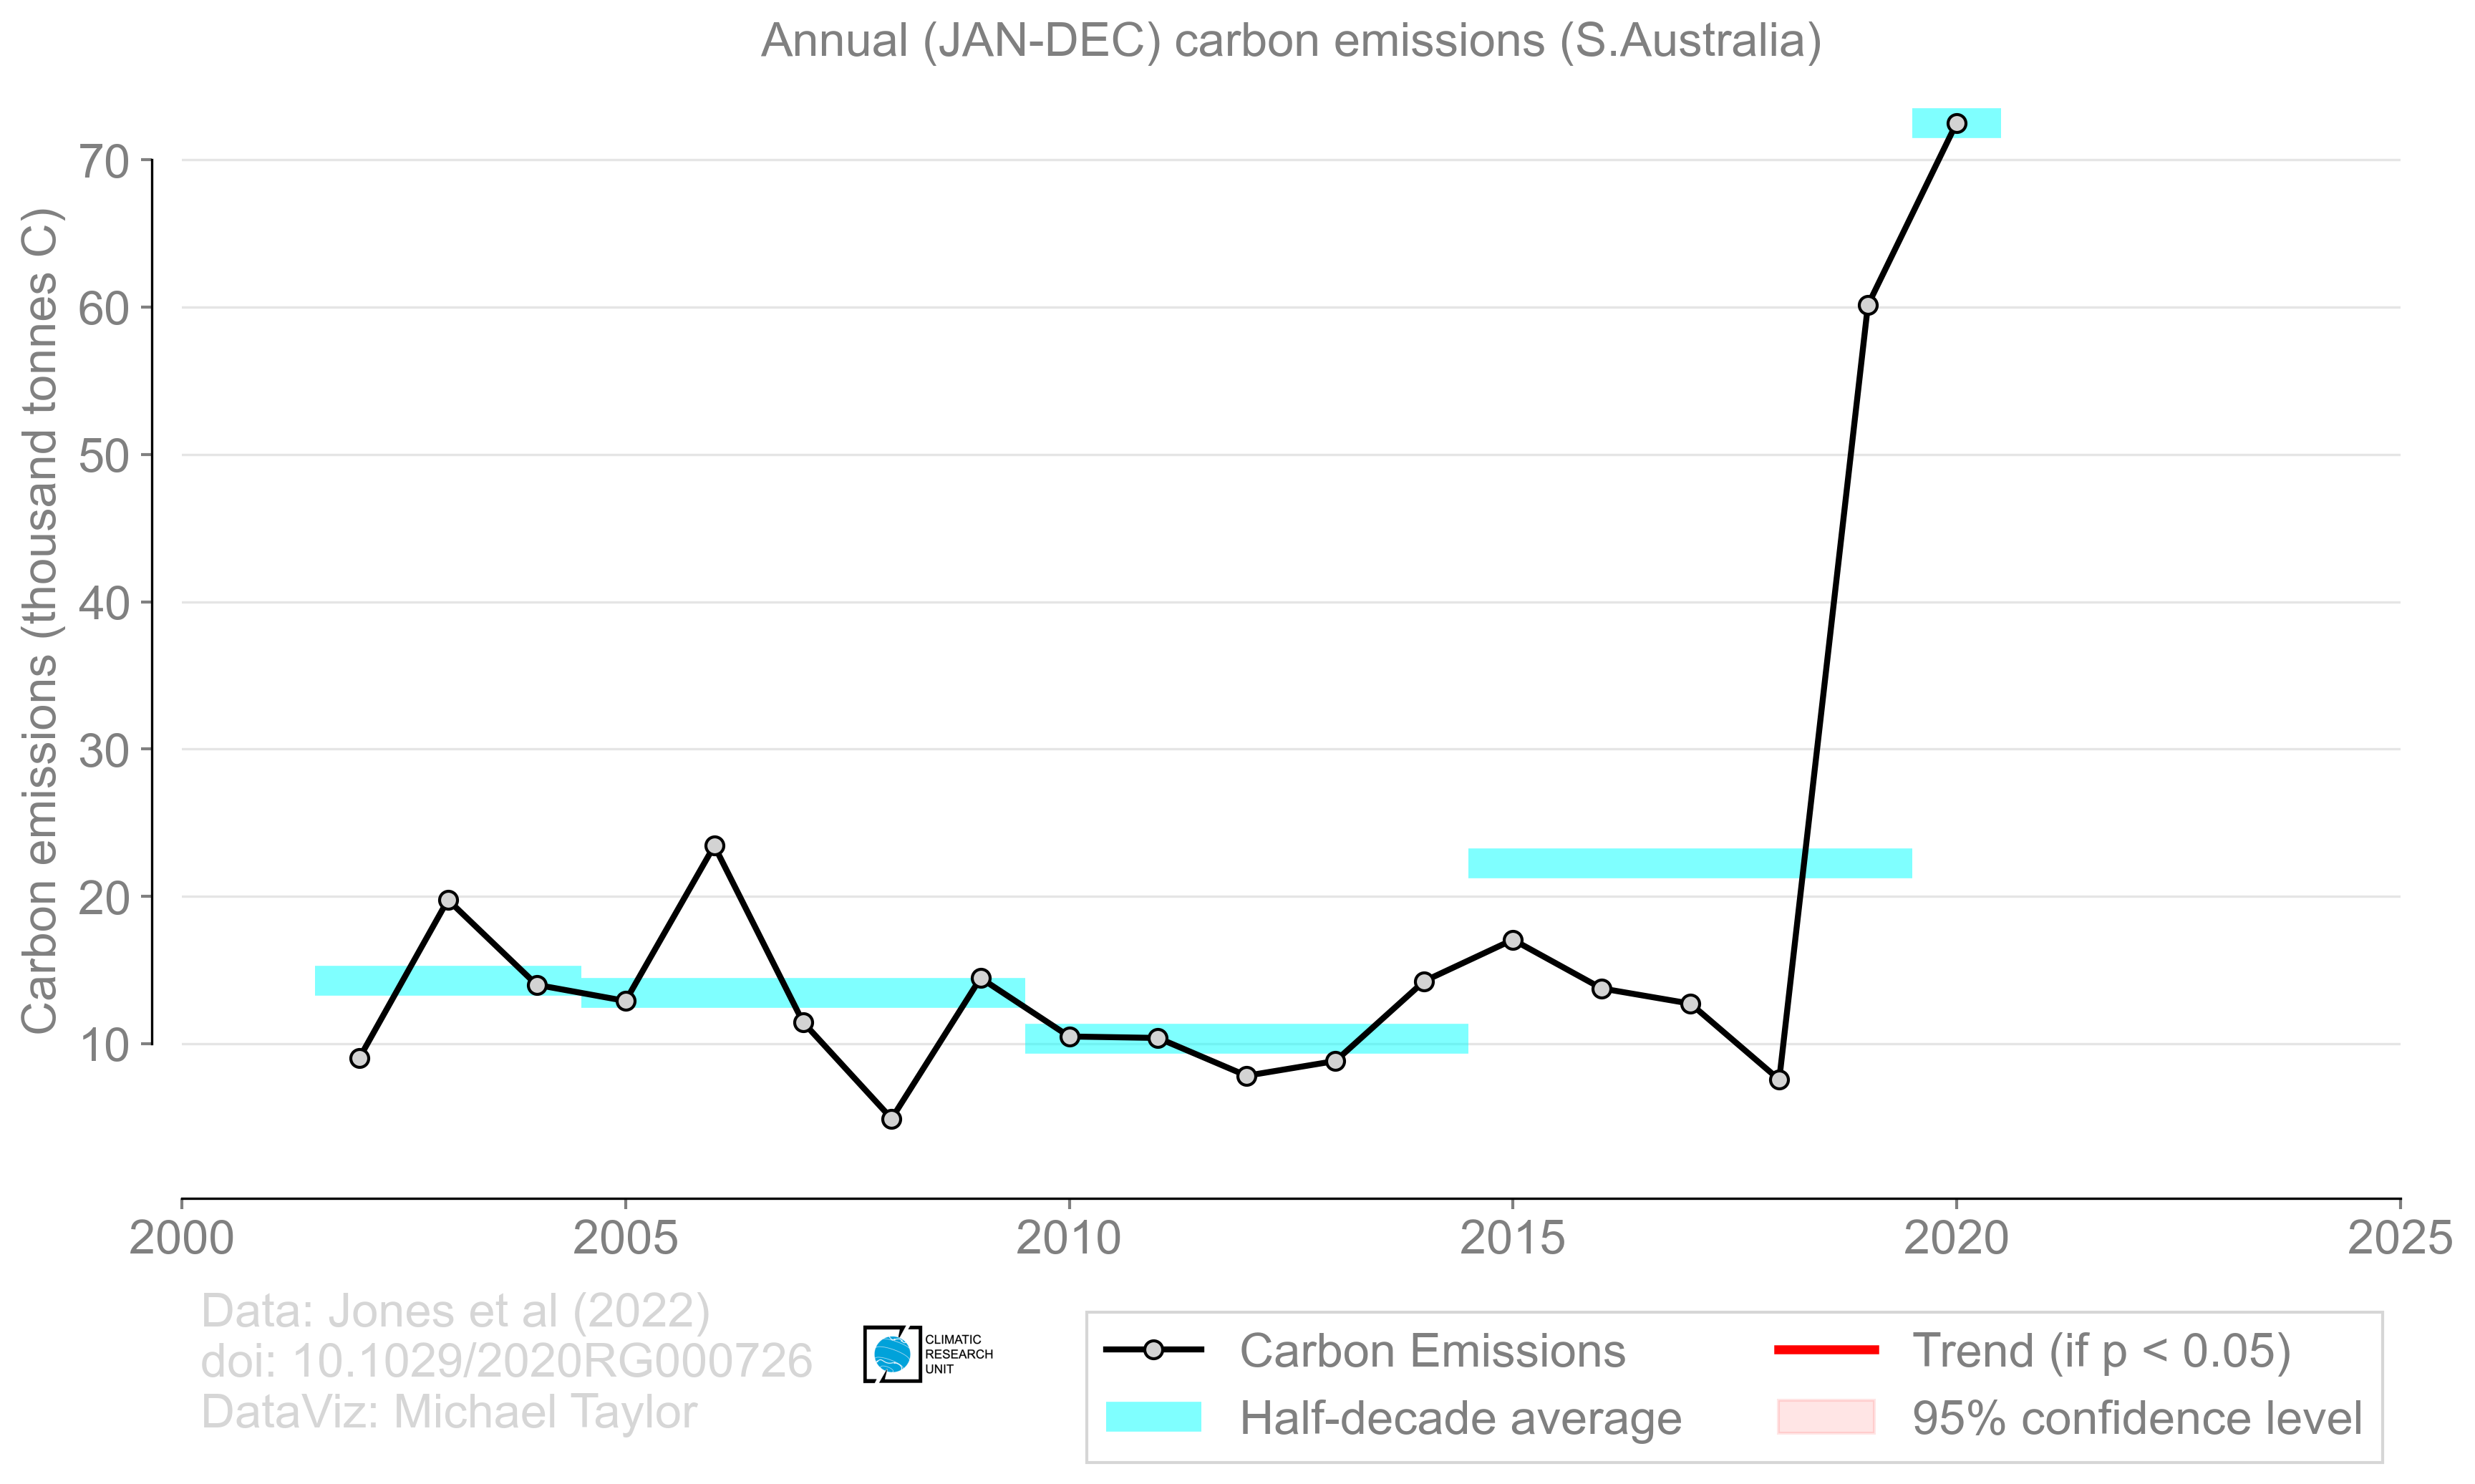 Annual (JAN-DEC) carbon emissions (S.Australia)
Carbon emissions (thousand tonnes C)
70
60
50
40
30
20
10
2000 2005 2010 2015 2020 2025
Data: Jones et al (2022)
doi: 10.1029/2020RG000726
DataViz: Michael Taylor
CLIMATIC
RESEARCH
UNIT
Carbon Emissions
Half-decade average
Trend (if p < 0.05)
95% confidence level